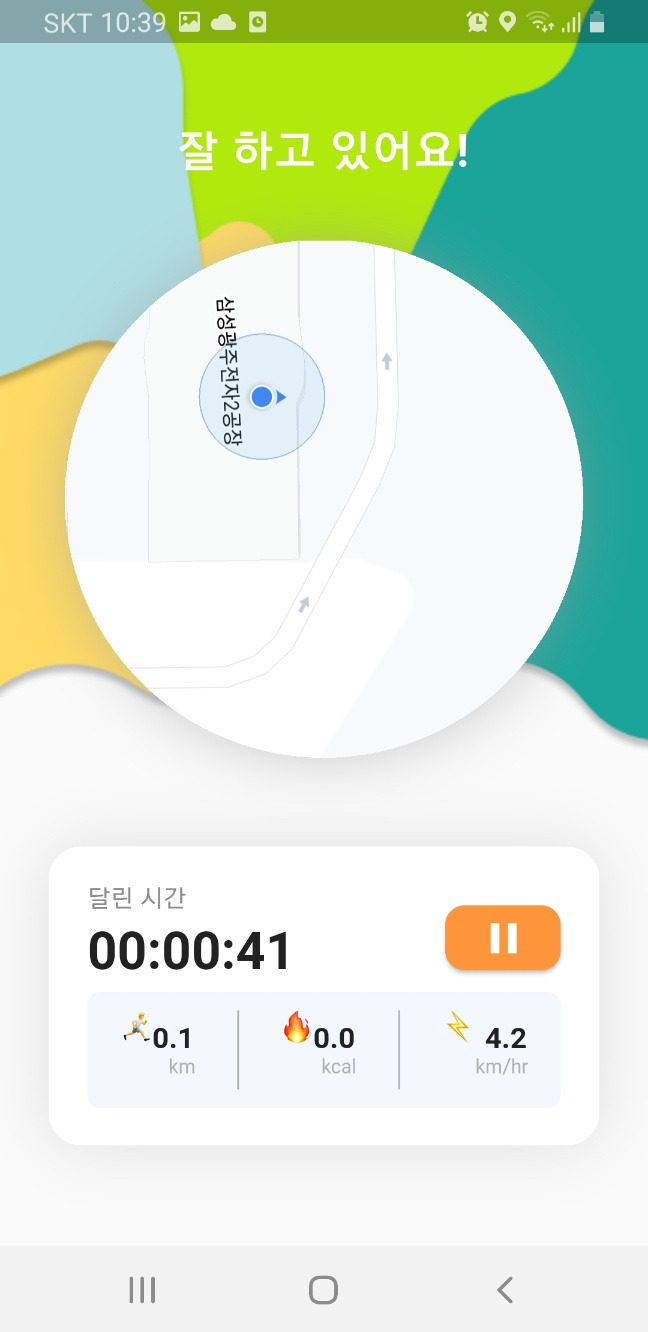 SKT 10:39
잘 하고 있어요!
삼성광주전자2공장
달린 시간
00:00:41
0.1
km
0.0
kcal
4.2
km/hr